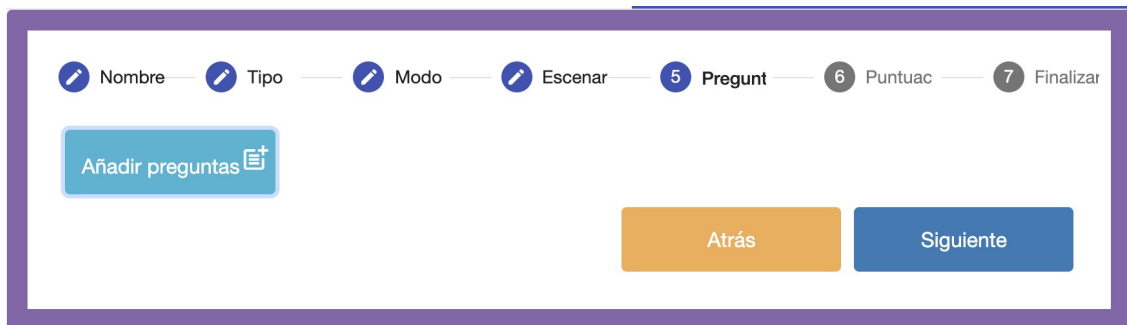 Nombre Tipo Modo Escenar 5 Pregunt 6 Puntuac 7 Finalizar
Añadir preguntas
Atrás Siguiente